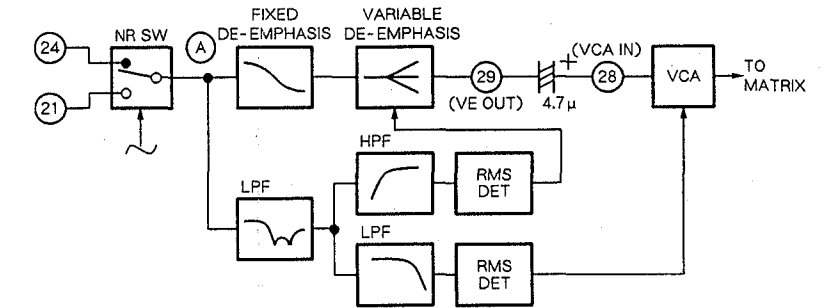 FIXED
DE-EMPHASIS
VARIABLE
DE-EMPHASIS
NR SW
A
24
21
29
(VE OUT)
+
4.7μ
(VCA IN)
28
VCA
TO
MATRIX
HPF
RMS
DET
LPF
LPF
RMS
DET